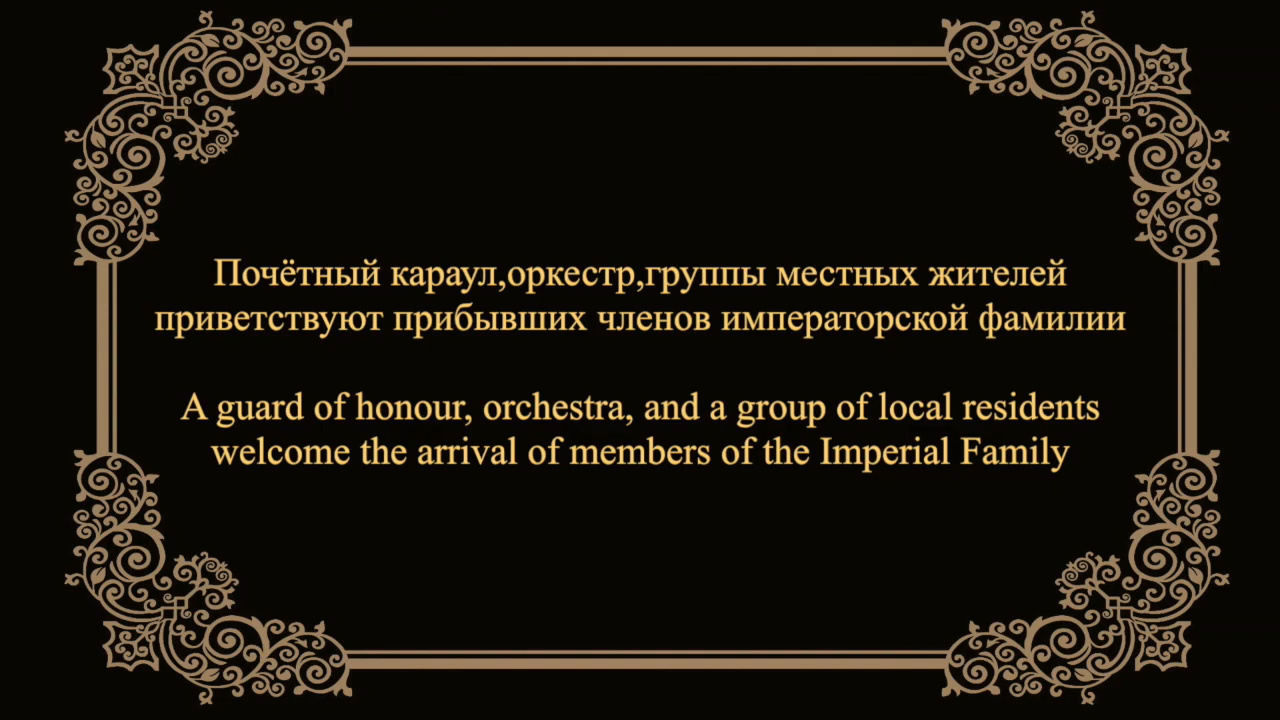 Почётный караул,оркестр,группы местных жителей
приветствуют прибывших членов императорской фамилии
A guard of honour, orchestra, and a group of local residents
welcome the arrival of members of the Imperial Family